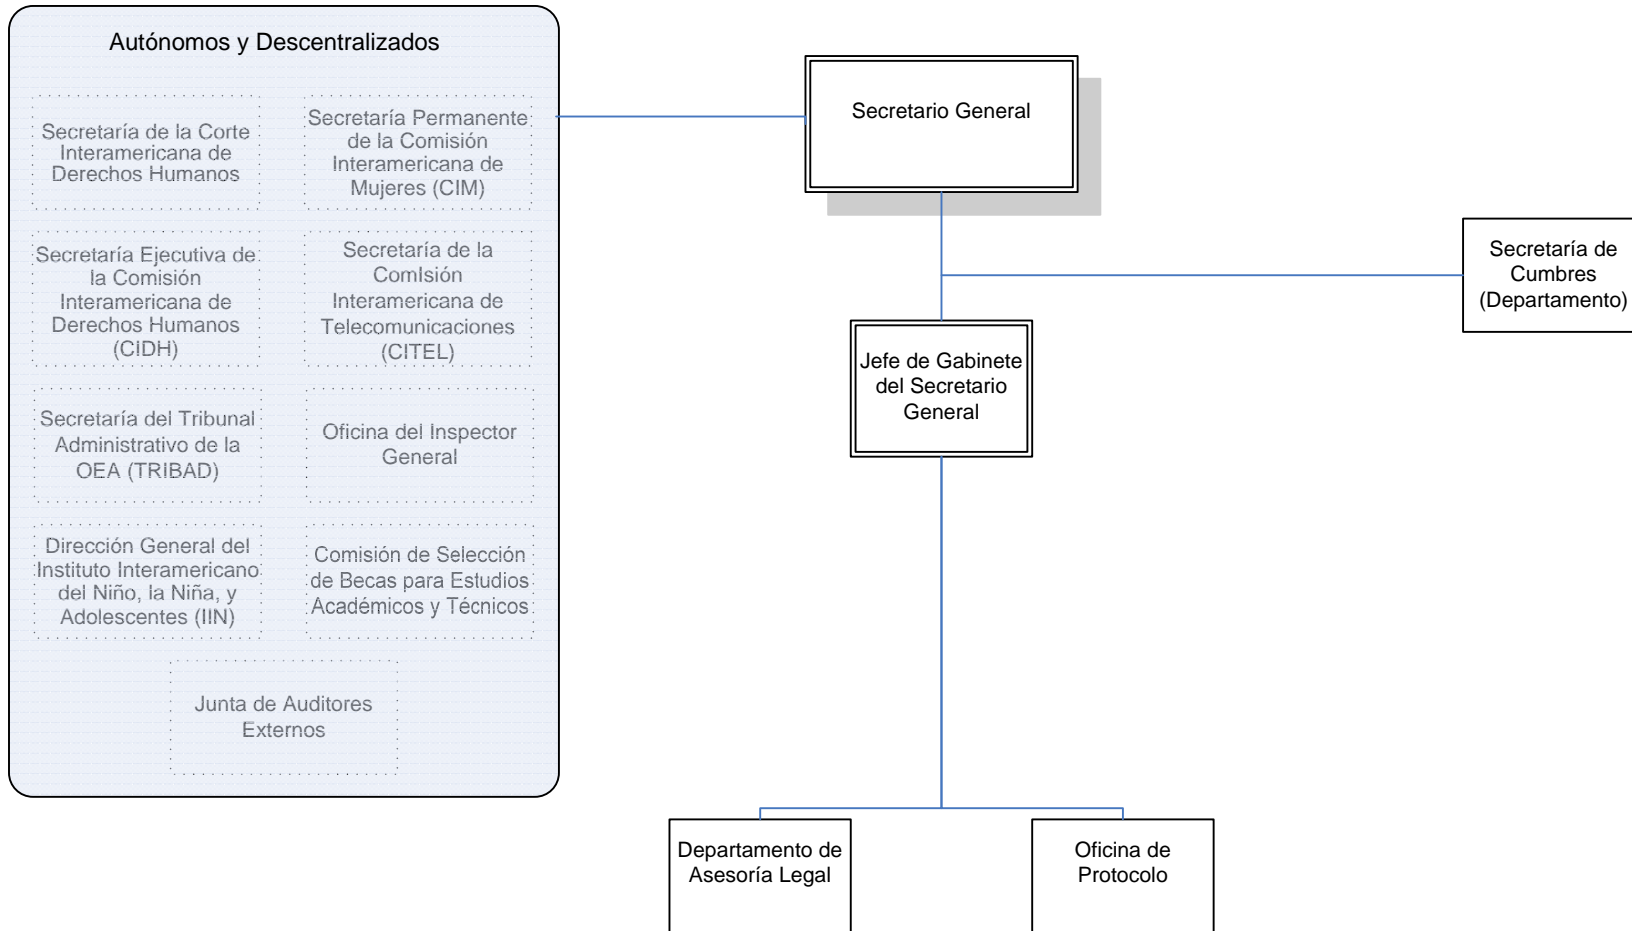 Autónomos y Descentralizados
Secretaría de la Corte
Interamericana de
Derechos Humanos
Secretaría Permanente
de la Comisión
Interamericana de
Mujeres (CIM)
Secretaría Ejecutiva de
la Comisión
Interamericana de
Derechos Humanos
(CIDH)
Secretaría de la
ComIsión
Interamericana de
Telecomunicaciones
(CITEL)
Secretaría del Tribunal
Administrativo de la
OEA (TRIBAD)
Oficina del Inspector
General
Dirección General del
Instituto Interamericano
del Niño, la Niña, y
Adolescentes (IIN)
Comisión de Selección
de Becas para Estudios
Académicos y Técnicos
Junta de Auditores
Externos
Secretario General
Secretaría de
Cumbres
(Departamento)
Jefe de Gabinete
del Secretario
General
Departamento de
Asesoría Legal
Oficina de
Protocolo